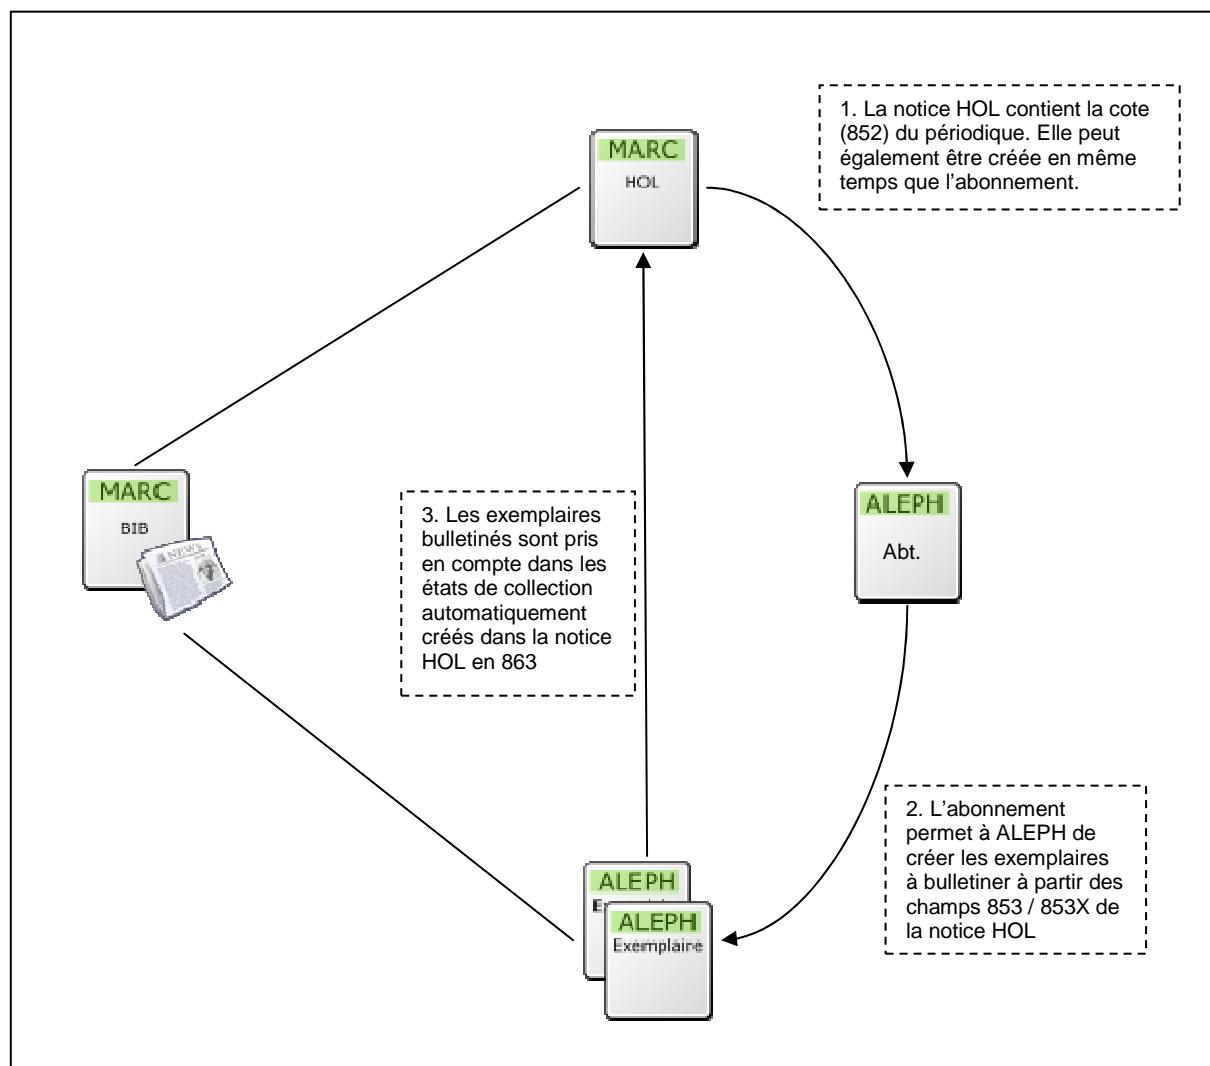 1. La notice HOL contient la cote
(852) du périodique. Elle peut
également être créée en même
temps que l'abonnement.
MARC
HOL
MARC
BIB
NEWS
3. Les exemplaires
bulletinés sont pris
en compte dans les
états de collection
automatiquement
créés dans la notice
HOL en 863
ALEPH
Abt.
2. L'abonnement
permet à ALEPH de
créer les exemplaires
à bulletiner à partir des
champs 853 / 853X de
la notice HOL
ALEPH
ALEPH
Exemplaire